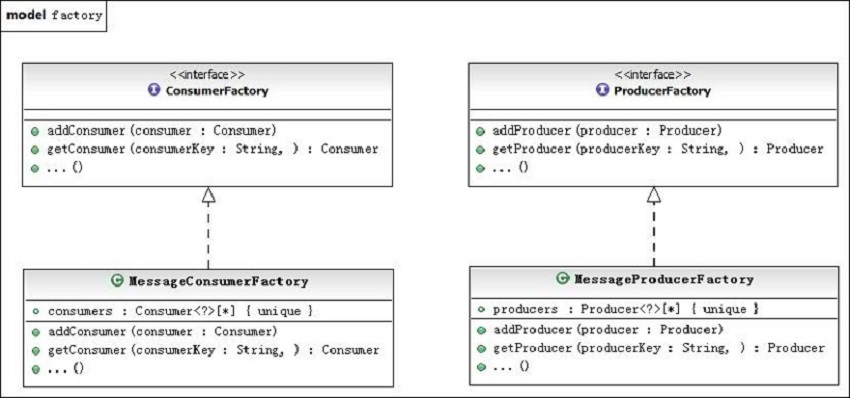 model factory
<<interface>>
ConsumerFactory
addConsumer (consumer : Consumer)
getConsumer (consumerKey : String, ) : Consumer
... ()
<<interface>>
ProducerFactory
addProducer (producer : Producer)
getProducer (producerKey : String, ) : Producer
... ()
MessageConsumerFactory
consumers : Consumer<?>[*] { unique }
addConsumer (consumer : Consumer)
getConsumer (consumerKey : String, ) : Consumer
... ()
MessageProducerFactory
producers : Producer<?>[*] { unique }
addProducer (producer : Producer)
getProducer (producerKey : String, ) : Producer
... ()